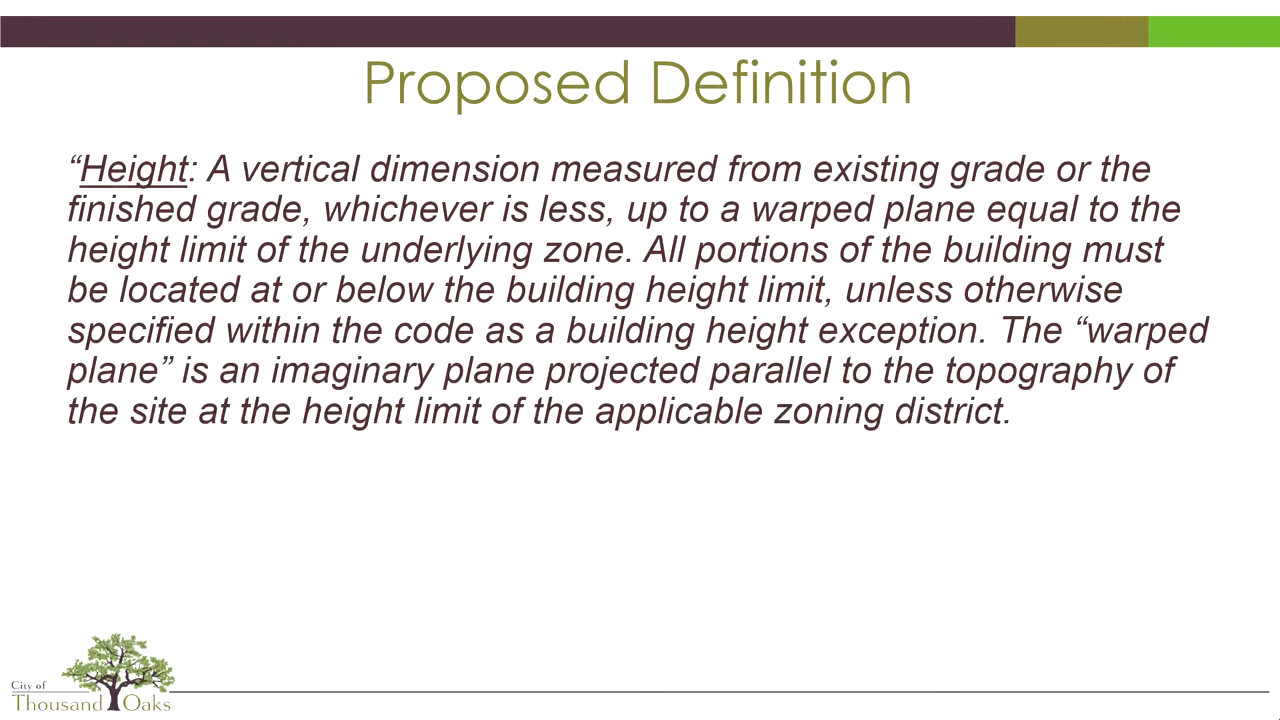 Proposed Definition
“Height: A vertical dimension measured from existing grade or the
finished grade, whichever is less, up to a warped plane equal to the
height limit of the underlying zone. All portions of the building must
be located at or below the building height limit, unless otherwise
specified within the code as a building height exception. The “warped
plane” is an imaginary plane projected parallel to the topography of
the site at the height limit of the applicable zoning district.
City of
Thousand Oaks